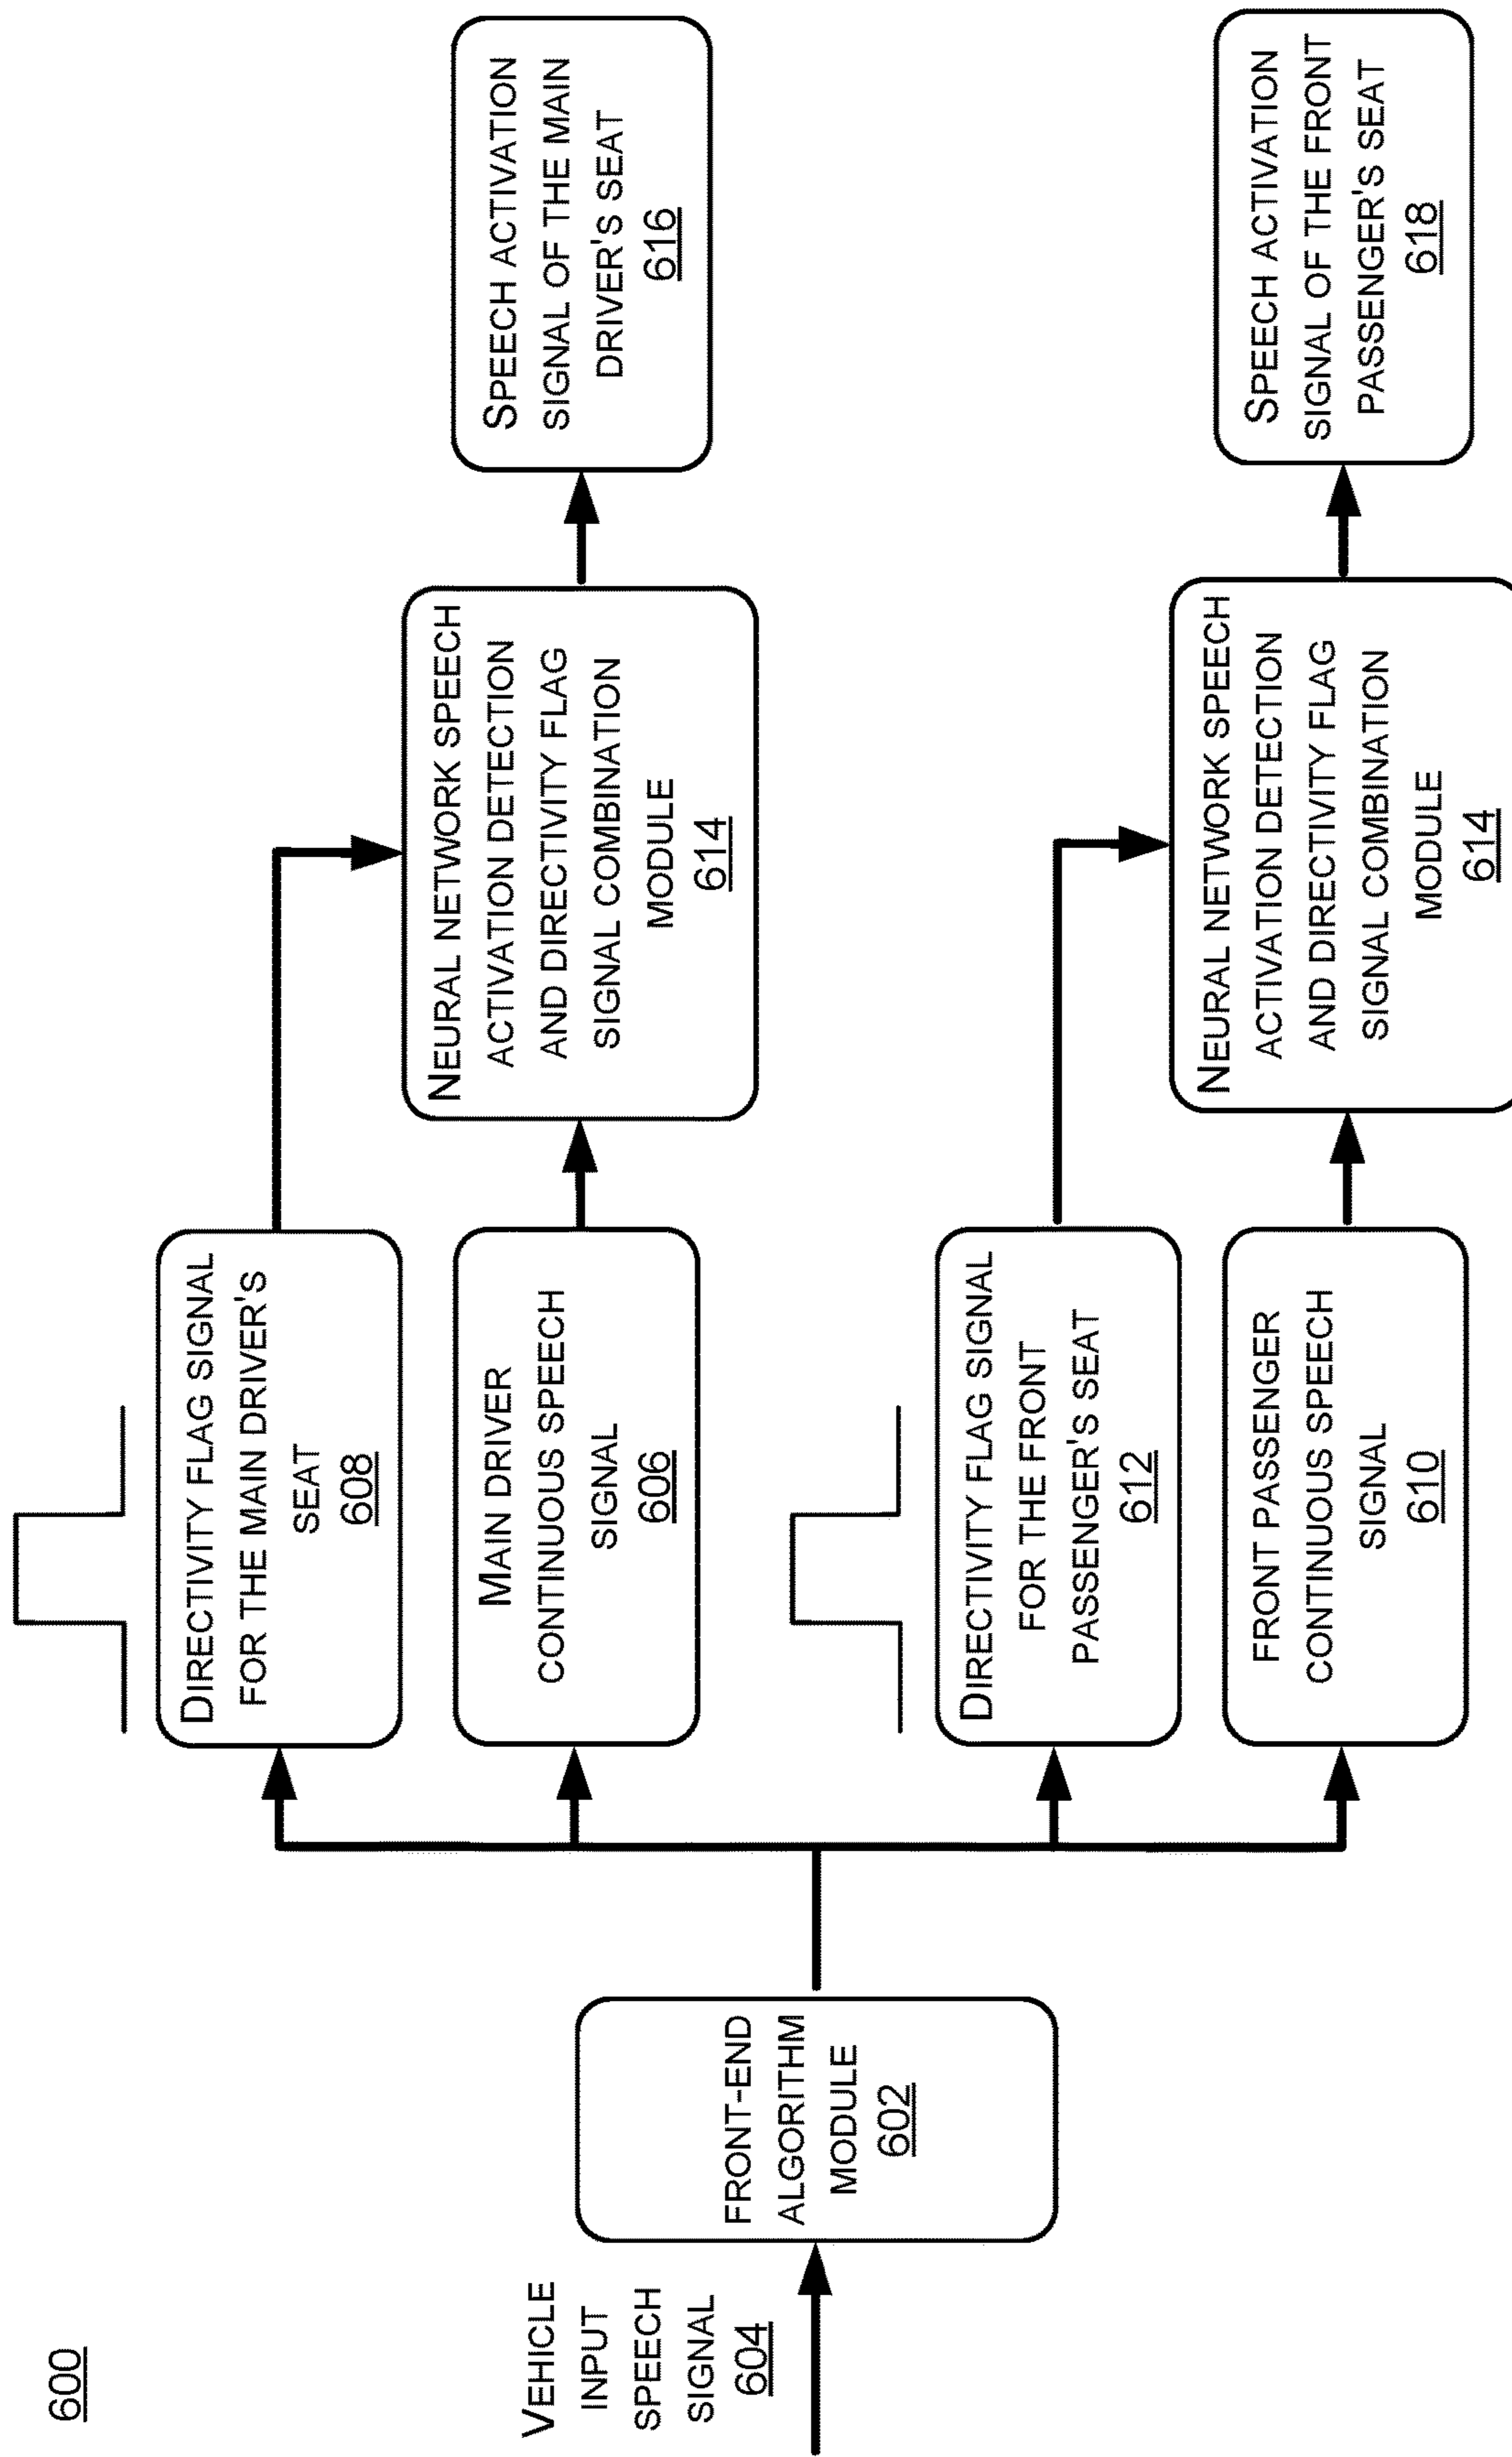 600
VEHICLE
INPUT
SPEECH
SIGNAL
604
FRONT-END
ALGORITHM
MODULE
602
DIRECTIVITY FLAG SIGNAL
FOR THE MAIN DRIVER'S
SEAT
608
MAIN DRIVER
CONTINUOUS SPEECH
SIGNAL
606
DIRECTIVITY FLAG SIGNAL
FOR THE FRONT
PASSENGER'S SEAT
612
FRONT PASSENGER
CONTINUOUS SPEECH
SIGNAL
610
NEURAL NETWORK SPEECH
ACTIVATION DETECTION
AND DIRECTIVITY FLAG
SIGNAL COMBINATION
MODULE
614
NEURAL NETWORK SPEECH
ACTIVATION DETECTION
AND DIRECTIVITY FLAG
SIGNAL COMBINATION
MODULE
614
SPEECH ACTIVATION
SIGNAL OF THE MAIN
DRIVER'S SEAT
616
SPEECH ACTIVATION
SIGNAL OF THE FRONT
PASSENGER'S SEAT
618